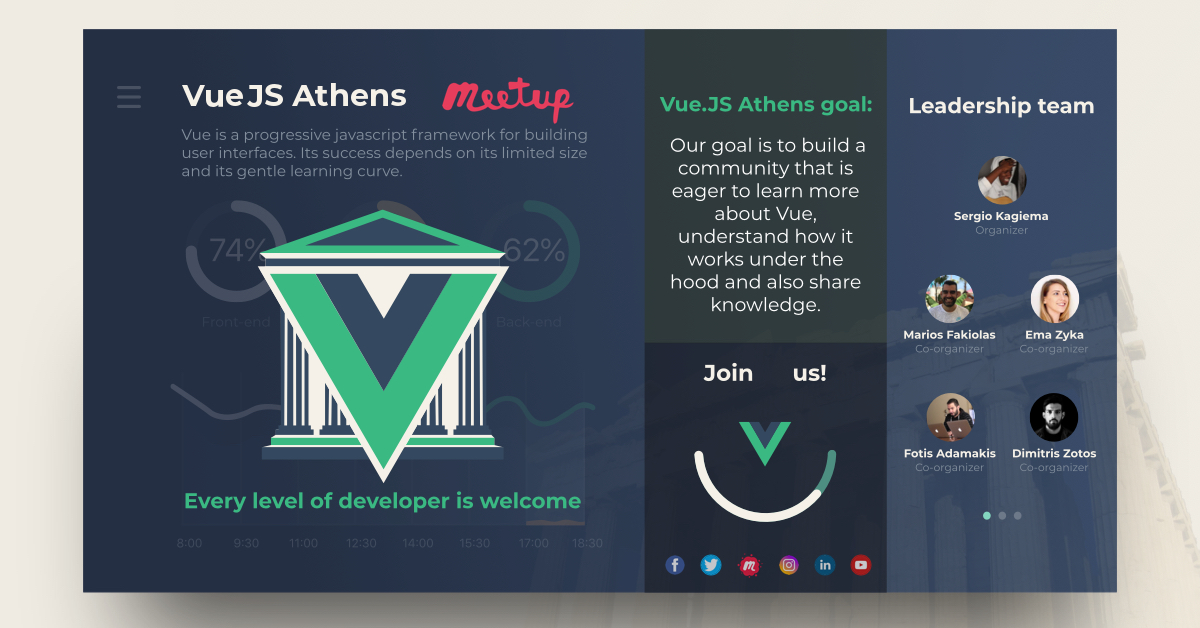 VueJS Athens
meetup
Vue is a progressive javascript framework for building
user interfaces. Its success depends on its limited size
and its gentle learning curve.
74%
62%
Front-end
Back-end
Every level of developer is welcome
8:00 9:30 11:00 12:30 14:00 15:30 17:00 18:30
Vue.JS Athens goal:
Our goal is to build a
community that is
eager to learn more
about Vue,
understand how it
works under the
hood and also share
knowledge.
Join us!
f
m
in
Leadership team
Sergio Kagiema
Organizer
Marios Fakiolas
Co-organizer
Ema Zyka
Co-organizer
Fotis Adamakis
Co-organizer
Dimitris Zotos
Co-organizer